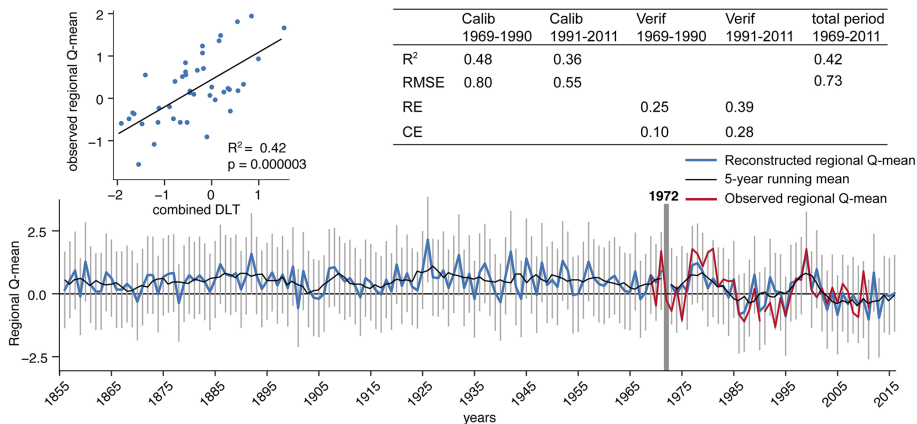 2
1
0
−1
observed regional Q-mean
R² = 0.42
p = 0.000003
−2
−1
0
1
combined DLT
Calib Calib Verif Verif total period
1969-1990 1991-2011 1969-1990 1991-2011 1969-2011
R² 0.48 0.36 0.42
RMSE 0.80 0.55 0.73
RE 0.25 0.39
CE 0.10 0.28
Reconstructed regional Q-mean
5-year running mean
Observed regional Q-mean
1972
2.5
0.0
−2.5
Regional Q-mean
1855
1865
1875
1885
1895
1905
1915
1925
1935
1945
1955
1965
1975
1985
1995
2005
2015
years